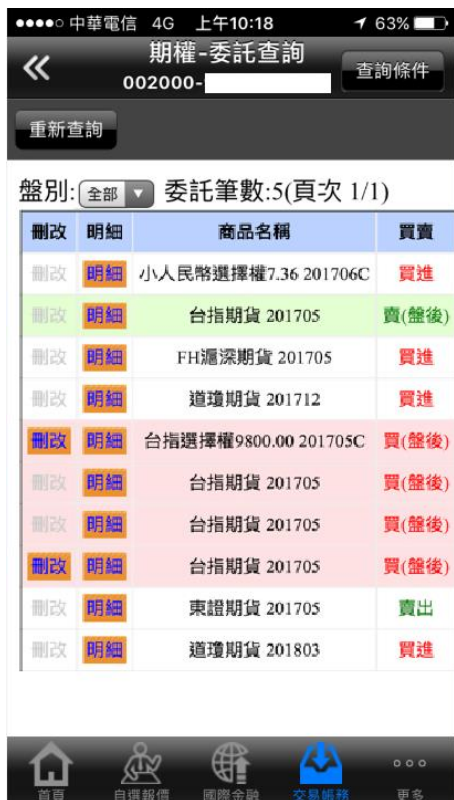 中華電信 4G 上午10:18 63%
期權-委託查詢
002000-
查詢條件
重新查詢
盤別: 全部 委託筆數:5(頁次 1/1)
刪改 明細 商品名稱 買賣
刪改 明細 小人民幣選擇權7.36 201706C 買進
刪改 明細 台指期貨 201705 賣(盤後)
刪改 明細 FH滬深期貨 201705 買進
刪改 明細 道瓊期貨 201712 買進
刪改 明細 台指選擇權9800.00 201705C 買(盤後)
刪改 明細 台指期貨 201705 買(盤後)
刪改 明細 台指期貨 201705 買(盤後)
刪改 明細 台指期貨 201705 買(盤後)
刪改 明細 東證期貨 201705 賣出
刪改 明細 道瓊期貨 201803 買進
首頁 自選報價 國際金融 交易帳務 更多